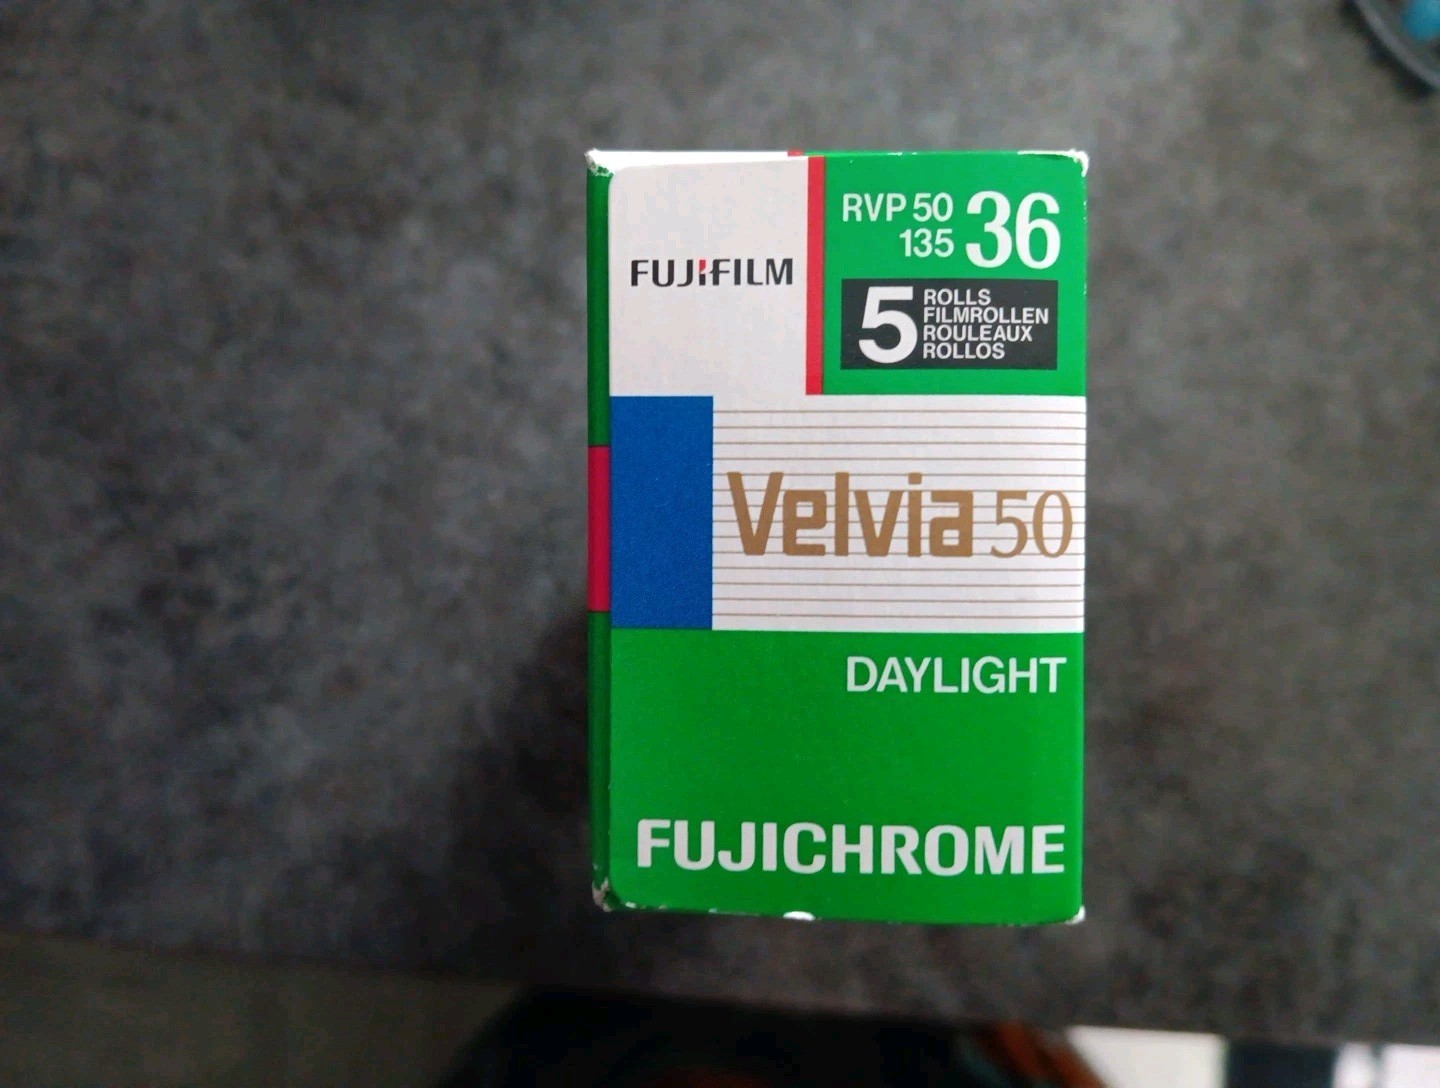 FUJIFILM
RVP 50
135
36
5
ROLLS
FILMROLLEN
ROULEAUX
ROLLOS
Velvia 50
DAYLIGHT
FUJICHROME